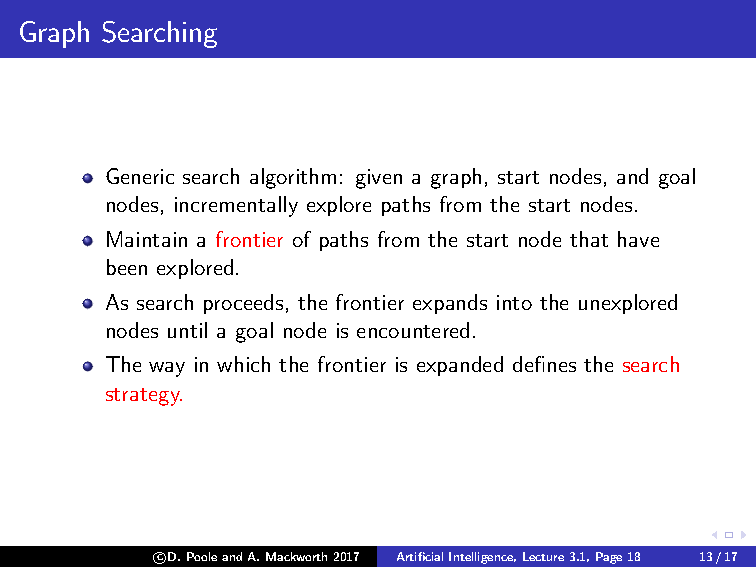 Graph Searching
Generic search algorithm: given a graph, start nodes, and goal
nodes, incrementally explore paths from the start nodes.
Maintain a frontier of paths from the start node that have
been explored.
As search proceeds, the frontier expands into the unexplored
nodes until a goal node is encountered.
The way in which the frontier is expanded defines the search
strategy.
©D. Poole and A. Mackworth 2017 Artificial Intelligence, Lecture 3.1, Page 18 13 / 17